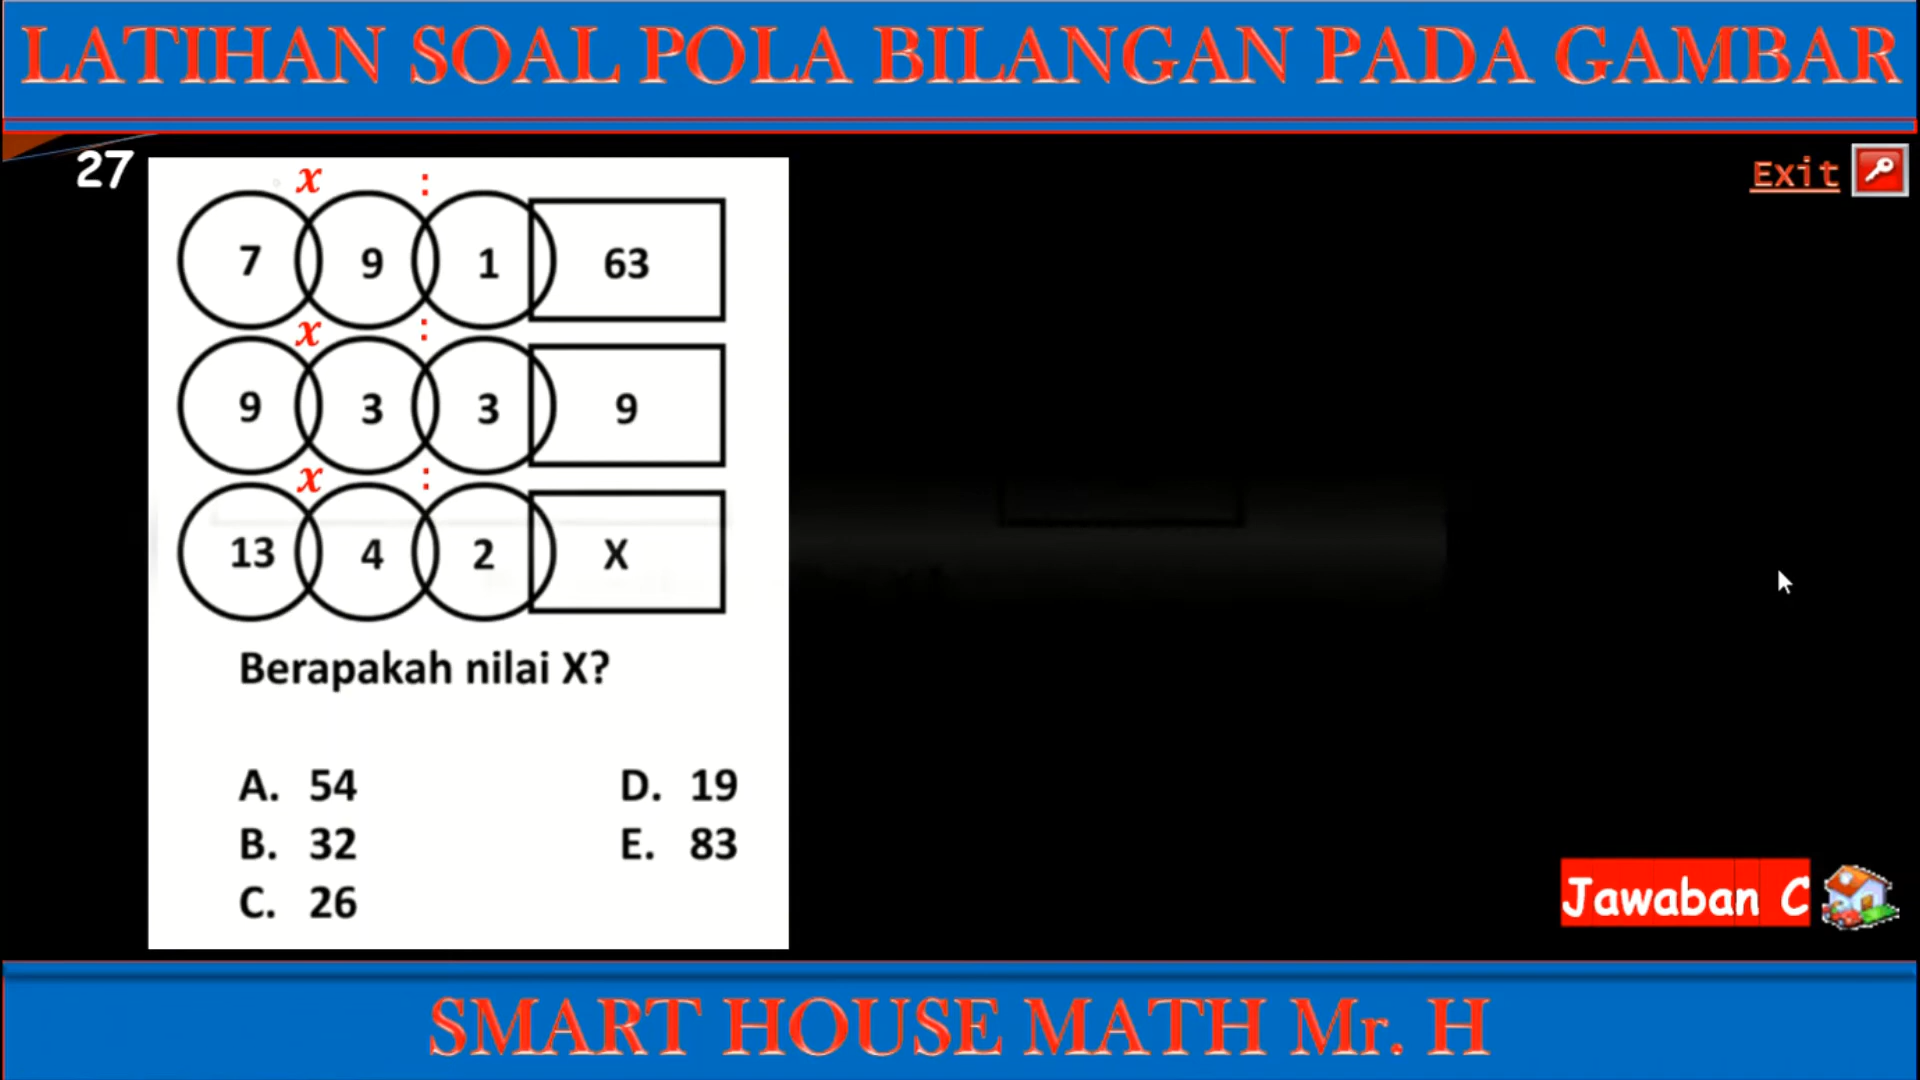 LATIHAN SOAL POLA BILANGAN PADA GAMBAR
27
Exit
x :
7 9 1 63
x :
9 3 3 9
x :
13 4 2 X
Berapakah nilai X?
A. 54 D. 19
B. 32 E. 83
C. 26
Jawaban C
SMART HOUSE MATH Mr. H